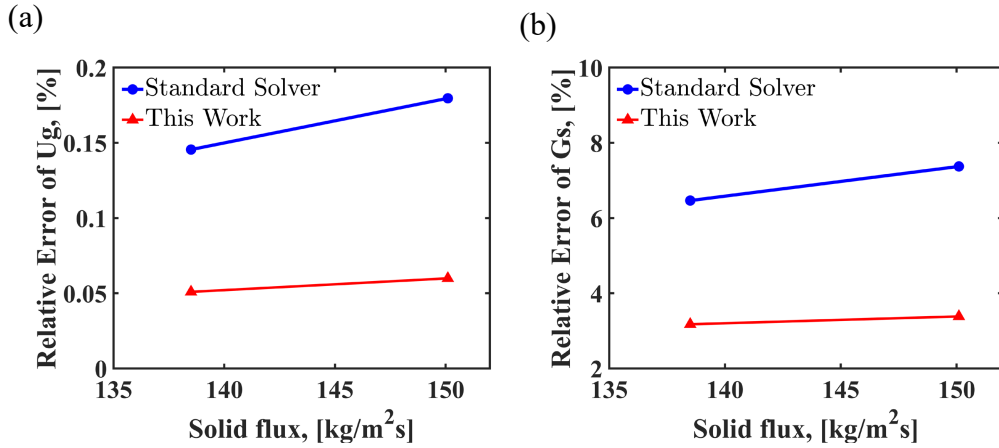 (a)
Relative Error of Ug, [%]
0.2
0.15
0.1
0.05
0
Standard Solver
This Work
135
140
145
150
Solid flux, [kg/m²s]
(b)
Relative Error of Gs, [%]
10
8
6
4
2
Standard Solver
This Work
135
140
145
150
Solid flux, [kg/m²s]